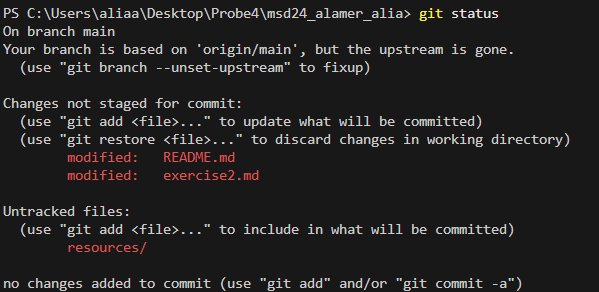 PS C:\Users\aliaa\Desktop\Probe4\msd24_alamer_alia> git status
On branch main
Your branch is based on 'origin/main', but the upstream is gone.
  (use "git branch --unset-upstream" to fixup)

Changes not staged for commit:
  (use "git add <file>..." to update what will be committed)
  (use "git restore <file>..." to discard changes in working directory)
        modified:   README.md
        modified:   exercise2.md

Untracked files:
  (use "git add <file>..." to include in what will be committed)
        resources/

no changes added to commit (use "git add" and/or "git commit -a")